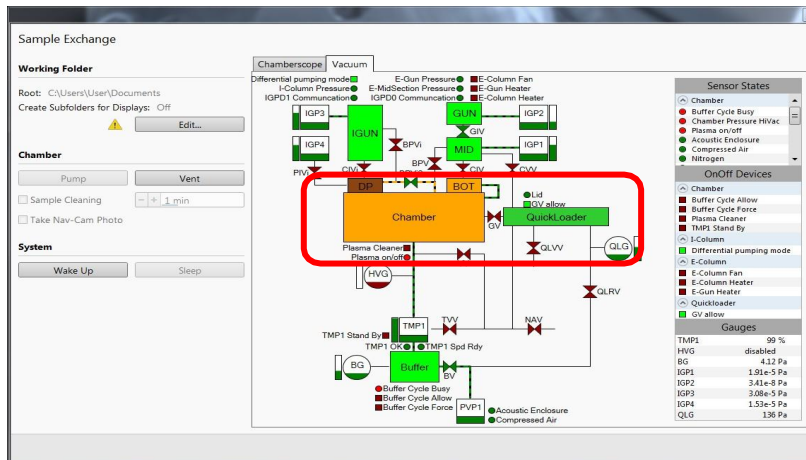 Sample Exchange
Working Folder
Root: C:\Users\User\Documents
Create Subfolders for Displays: Off
Edit...
Chamber
Pump
Vent
Sample Cleaning
- + 1 min
Take Nav-Cam Photo
System
Wake Up
Sleep
Chamberscope
Vacuum
Differential pumping mode
E-Gun Pressure
E-Column Fan
I-Column Pressure
E-MidSection Pressure
E-Gun Heater
IGPD1 Communcation
IGPD0 Communcation
E-Column Heater
IGP3
IGUN
GUN
IGP2
GIV
IGP4
BPVi
MID
IGP1
BPV
PIVi
CIVi
CIV
CVV
DP
BOT
Lid
GV allow
Chamber
GV
QuickLoader
Plasma Cleaner
Plasma on/off
QLVV
QLG
HVG
QLRV
TMP1
TVV
NAV
TMP1 Stand By
TMP1 OK
TMP1 Spd Rdy
BG
Buffer
BV
Buffer Cycle Busy
Buffer Cycle Allow
Buffer Cycle Force
PVP1
Acoustic Enclosure
Compressed Air
Sensor States
Chamber
Buffer Cycle Busy
Chamber Pressure HiVac
Plasma on/off
Acoustic Enclosure
Compressed Air
Nitrogen
OnOff Devices
Chamber
Buffer Cycle Allow
Buffer Cycle Force
Plasma Cleaner
TMP1 Stand By
I-Column
Differential pumping mode
E-Column
E-Column Fan
E-Column Heater
E-Gun Heater
Quickloader
GV allow
Gauges
TMP1 99 %
HVG disabled
BG 4.12 Pa
IGP1 1.91e-5 Pa
IGP2 3.41e-8 Pa
IGP3 3.08e-5 Pa
IGP4 1.53e-5 Pa
QLG 136 Pa